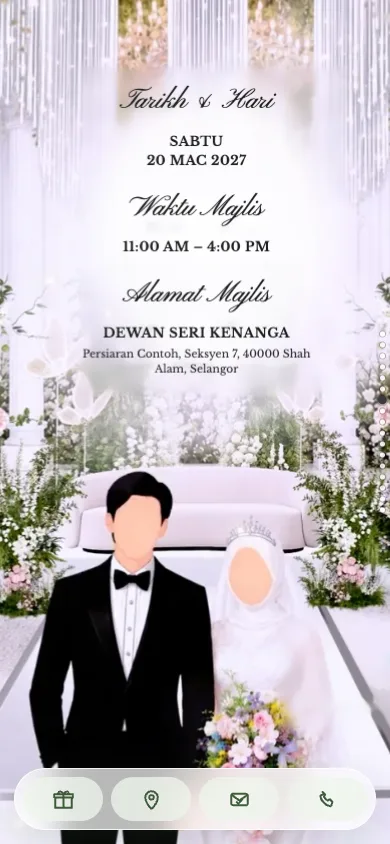 Tarikh & Hari
SABTU
20 MAC 2027
Waktu Majlis
11:00 AM – 4:00 PM
Alamat Majlis
DEWAN SERI KENANGA
Persiaran Contoh, Seksyen 7, 40000 Shah
Alam, Selangor